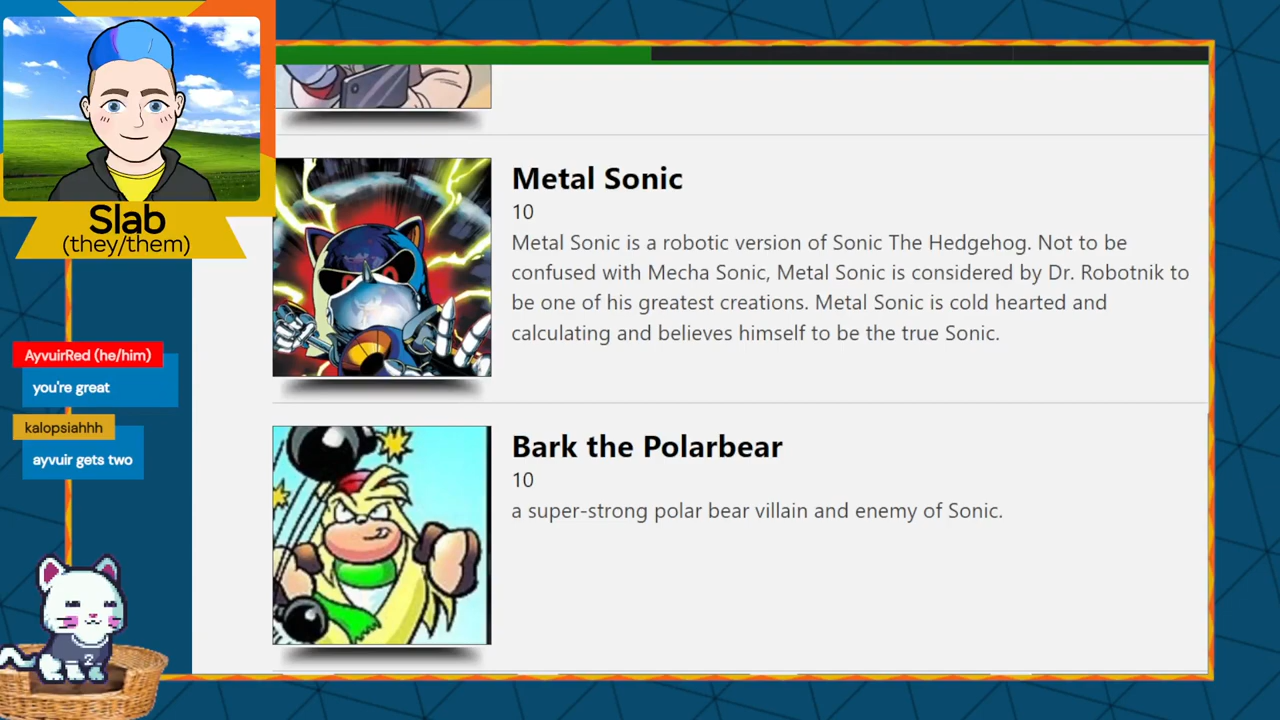 Slab
(they/them)
AyvuirRed (he/him)
you're great
kalopsiahhh
ayvuir gets two
Metal Sonic
10
Metal Sonic is a robotic version of Sonic The Hedgehog. Not to be
confused with Mecha Sonic, Metal Sonic is considered by Dr. Robotnik to
be one of his greatest creations. Metal Sonic is cold hearted and
calculating and believes himself to be the true Sonic.
Bark the Polarbear
10
a super-strong polar bear villain and enemy of Sonic.